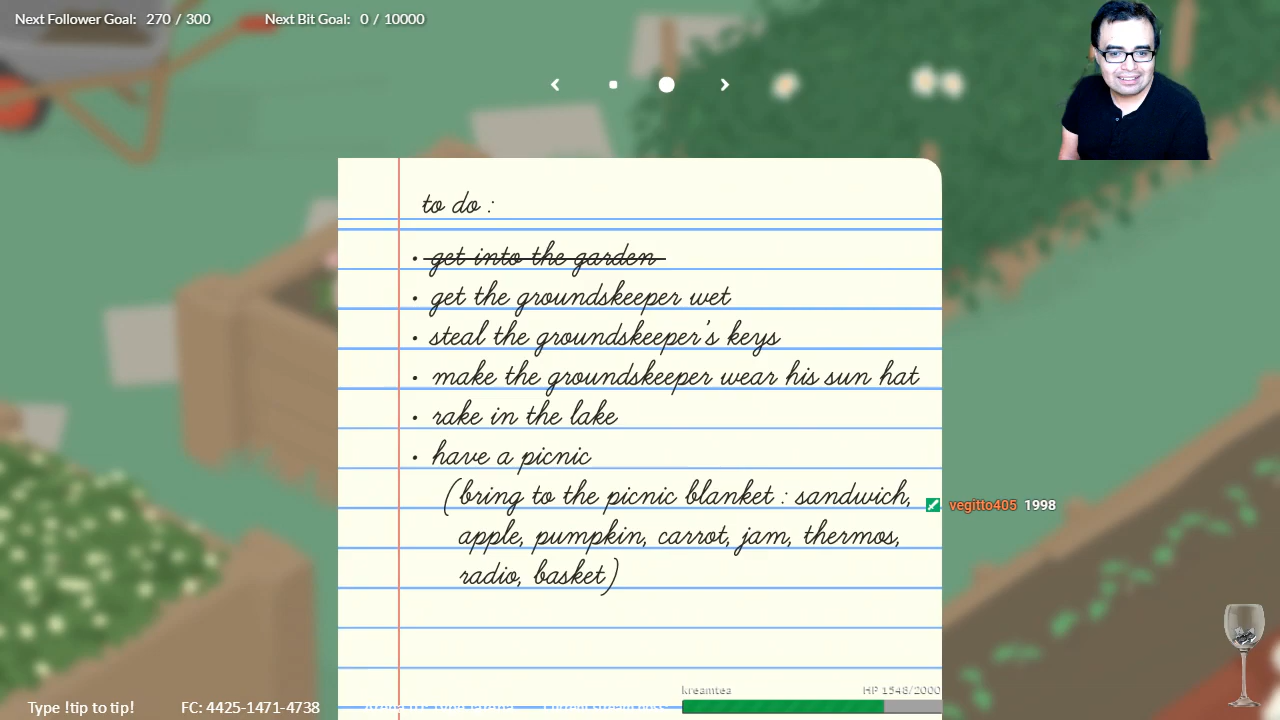 Next Follower Goal: 270 / 300 Next Bit Goal: 0 / 10000
to do :
• get into the garden
• get the groundskeeper wet
• steal the groundskeeper's keys
• make the groundskeeper wear his sun hat
• rake in the lake
• have a picnic
(bring to the picnic blanket : sandwich,
apple, pumpkin, carrot, jam, thermos,
radio, basket)
vegitto405 1998
kreamtea HP 1548/2000
Type !tip to tip! FC: 4425-1471-4738